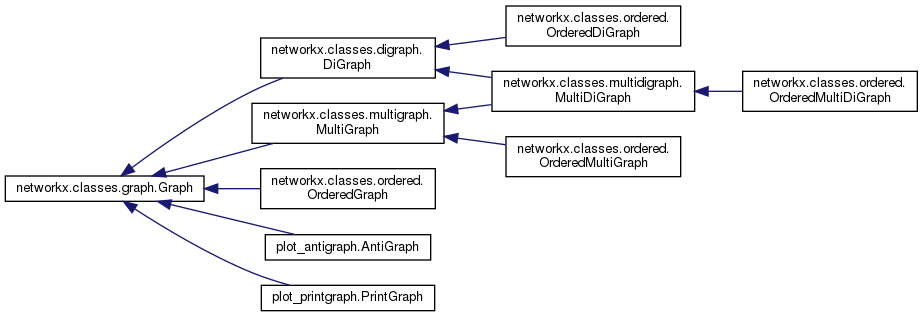 networkx.classes.ordered.
OrderedDiGraph
networkx.classes.digraph.
DiGraph
networkx.classes.multidigraph.
MultiDiGraph
networkx.classes.ordered.
OrderedMultiDiGraph
networkx.classes.multigraph.
MultiGraph
networkx.classes.ordered.
OrderedMultiGraph
networkx.classes.graph.Graph
networkx.classes.ordered.
OrderedGraph
plot_antigraph.AntiGraph
plot_printgraph.PrintGraph